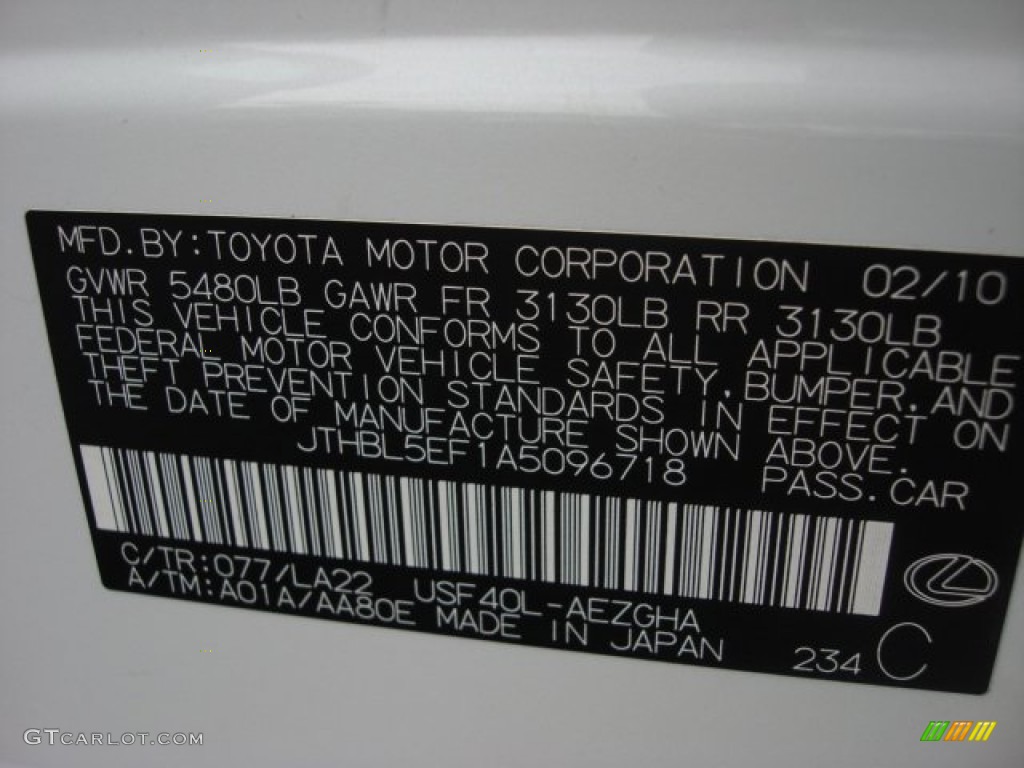 MFD.BY:TOYOTA MOTOR CORPORATION 02/10
GVWR 5480LB GAWR FR 3130LB RR 3130LB
THIS VEHICLE CONFORMS TO ALL APPLICABLE
FEDERAL MOTOR VEHICLE SAFETY,BUMPER,AND
THEFT PREVENTION STANDARDS IN EFFECT ON
THE DATE OF MANUFACTURE SHOWN ABOVE.
JTHBL5EF1A5096718 PASS.CAR
C/TR:077/LA22 USF40L-AEZGHA
A/TM:A01A/AA80E MADE IN JAPAN 234 C
GTCARLOT.COM